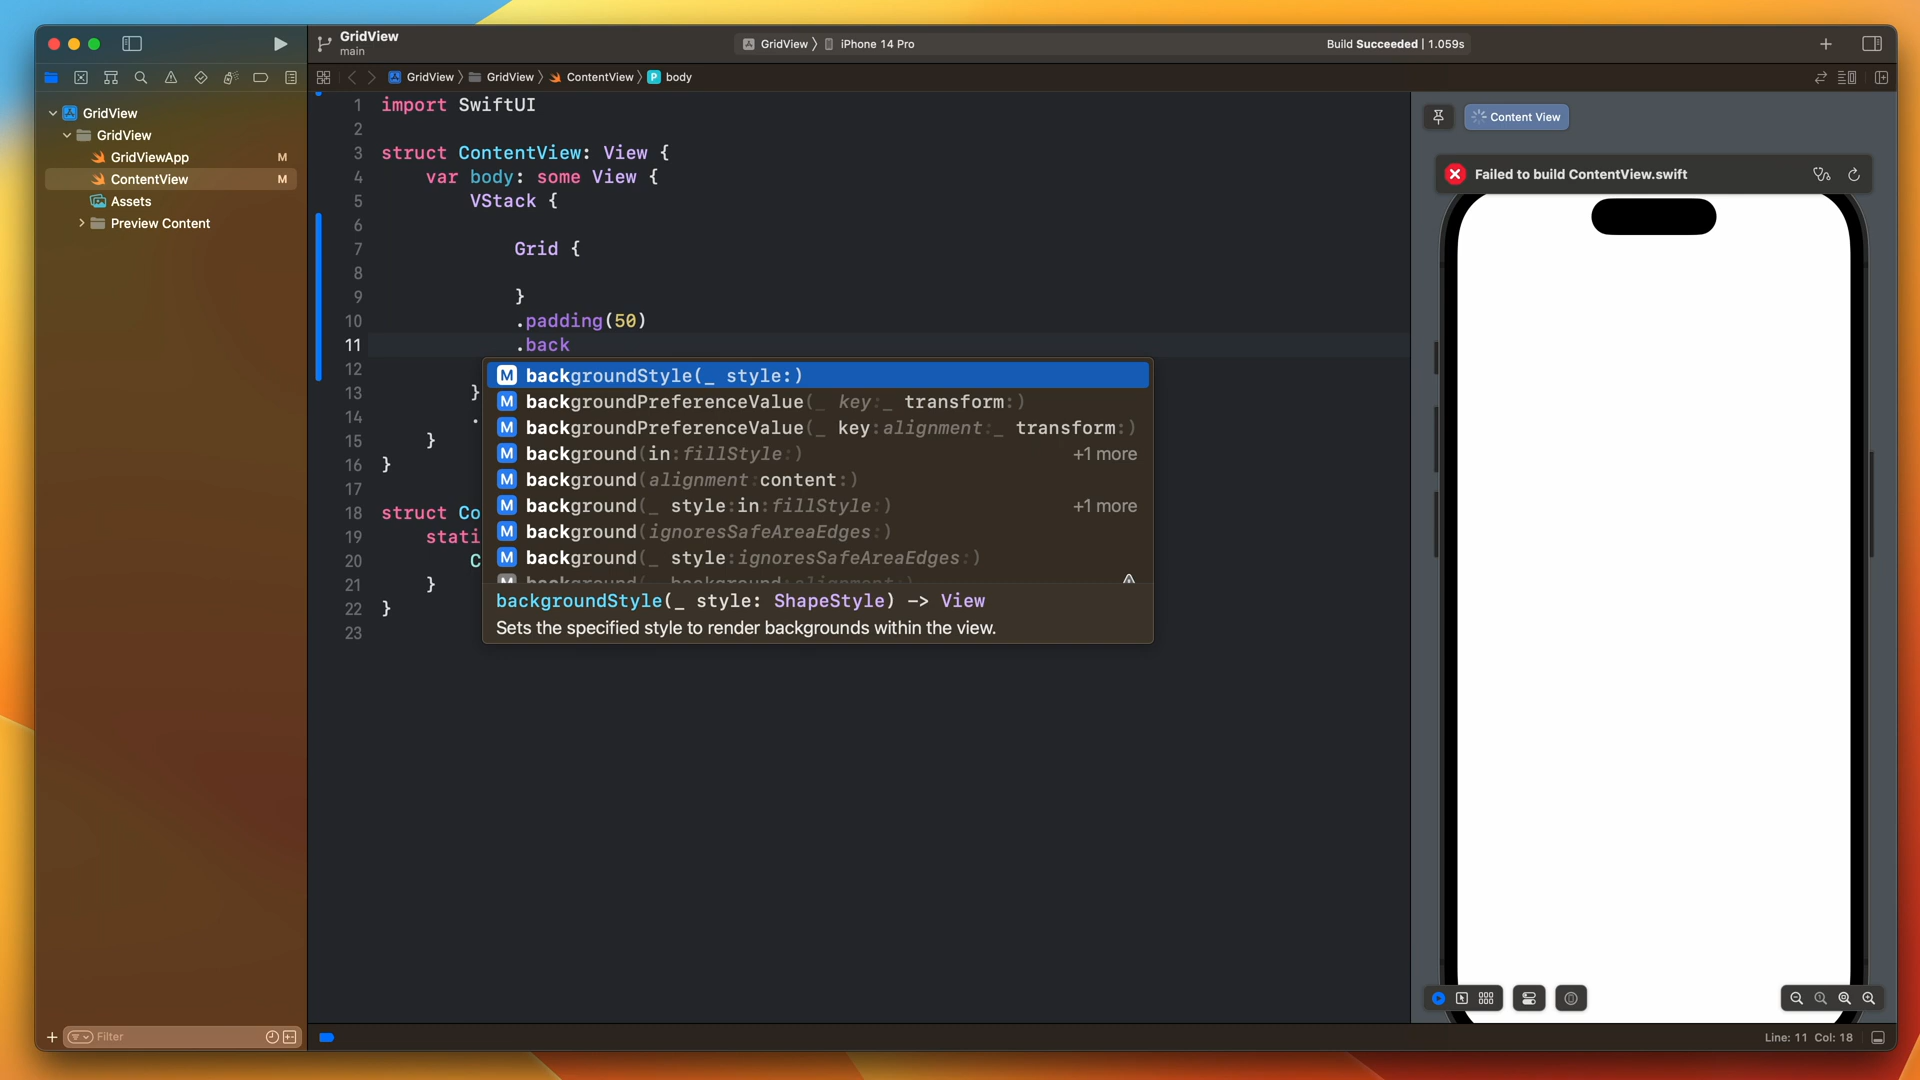 GridView
main
GridView
iPhone 14 Pro
Build Succeeded | 1.059s
GridView
GridView
ContentView
P
body
GridView
GridView
GridViewApp
M
ContentView
M
Assets
Preview Content
1 import SwiftUI
2
3 struct ContentView: View {
4 var body: some View {
5 VStack {
6
7 Grid {
8
9 }
10 .padding(50)
11 .back
12
13 }
14 .
15 }
16 }
17
18 struct Co
19 stati
20 C
21 }
22 }
23
M backgroundStyle(_ style:)
M backgroundPreferenceValue(_ key:_ transform:)
M backgroundPreferenceValue(_ key:alignment:_ transform:)
M background(in:fillStyle:) +1 more
M background(alignment:content:)
M background(_ style:in:fillStyle:) +1 more
M background(ignoresSafeAreaEdges:)
M background(_ style:ignoresSafeAreaEdges:)
M background(_ background:alignment:)
backgroundStyle(_ style: ShapeStyle) -> View
Sets the specified style to render backgrounds within the view.
Content View
Failed to build ContentView.swift
Filter
Line: 11 Col: 18